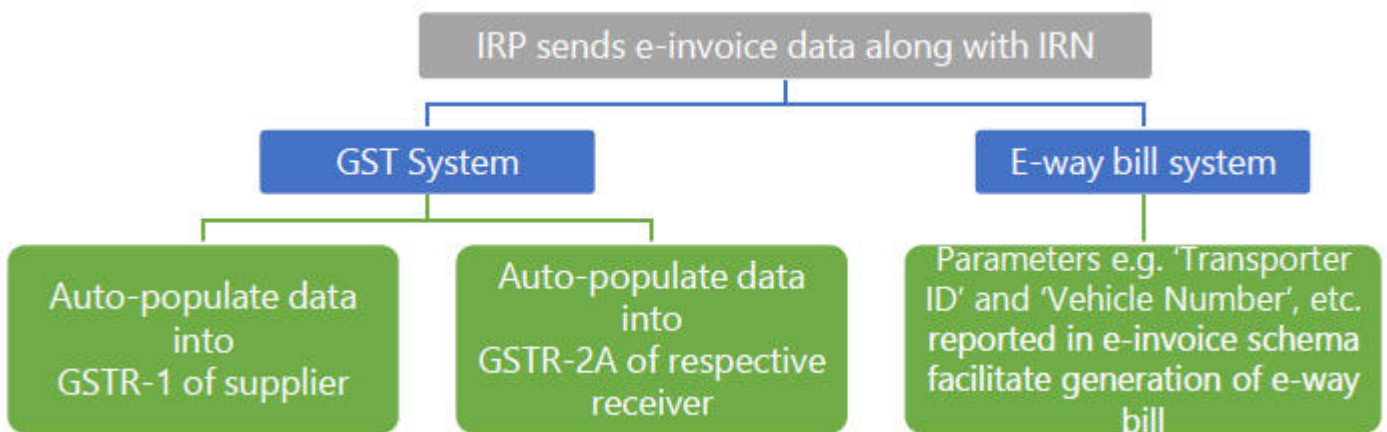 IRP sends e-invoice data along with IRN
GST System
E-way bill system
Auto-populate data
into
GSTR-1 of supplier
Auto-populate data
into
GSTR-2A of respective
receiver
Parameters e.g. ‘Transporter
ID’ and ‘Vehicle Number’, etc.
reported in e-invoice schema
facilitate generation of e-way
bill